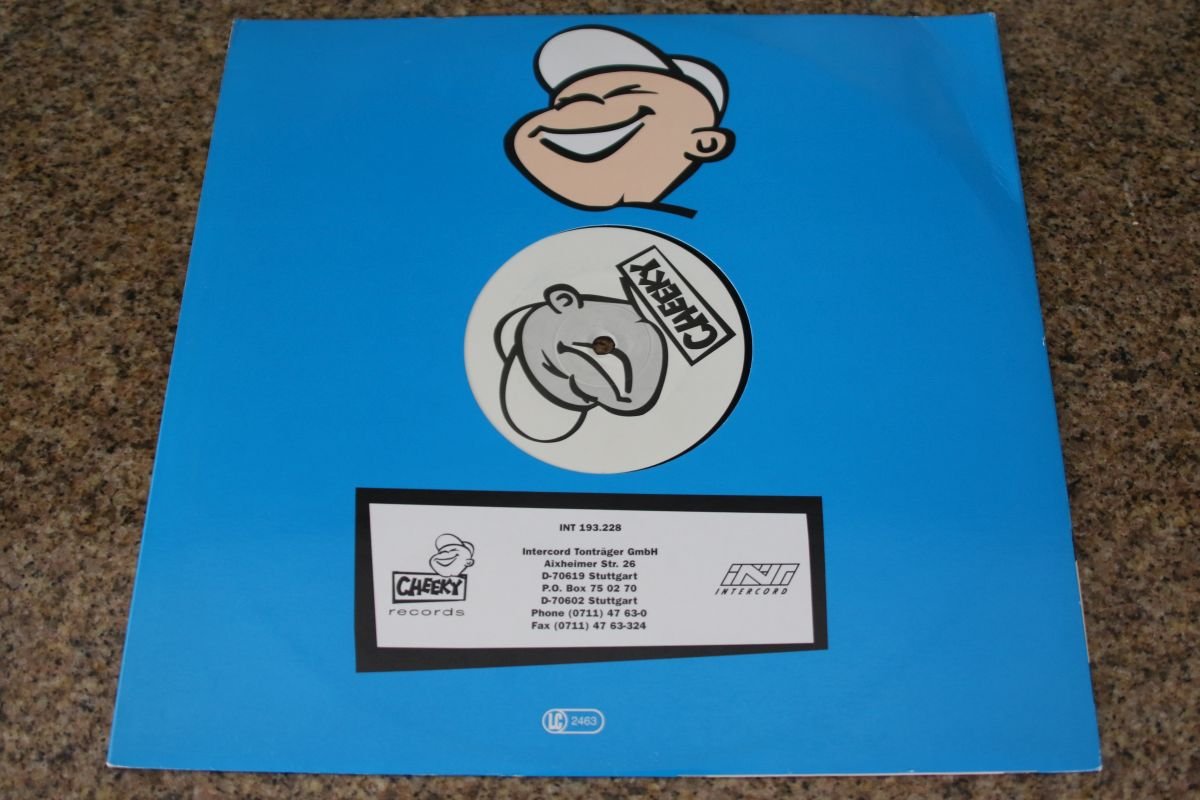 CHEEKY
INT 193.228
Intercord Tonträger GmbH
Aixheimer Str. 26
D-70619 Stuttgart
P.O. Box 75 02 70
D-70602 Stuttgart
Phone (0711) 47 63-0
Fax (0711) 47 63-324
CHEEKY
records
INT
INTERCORD
LC 2463